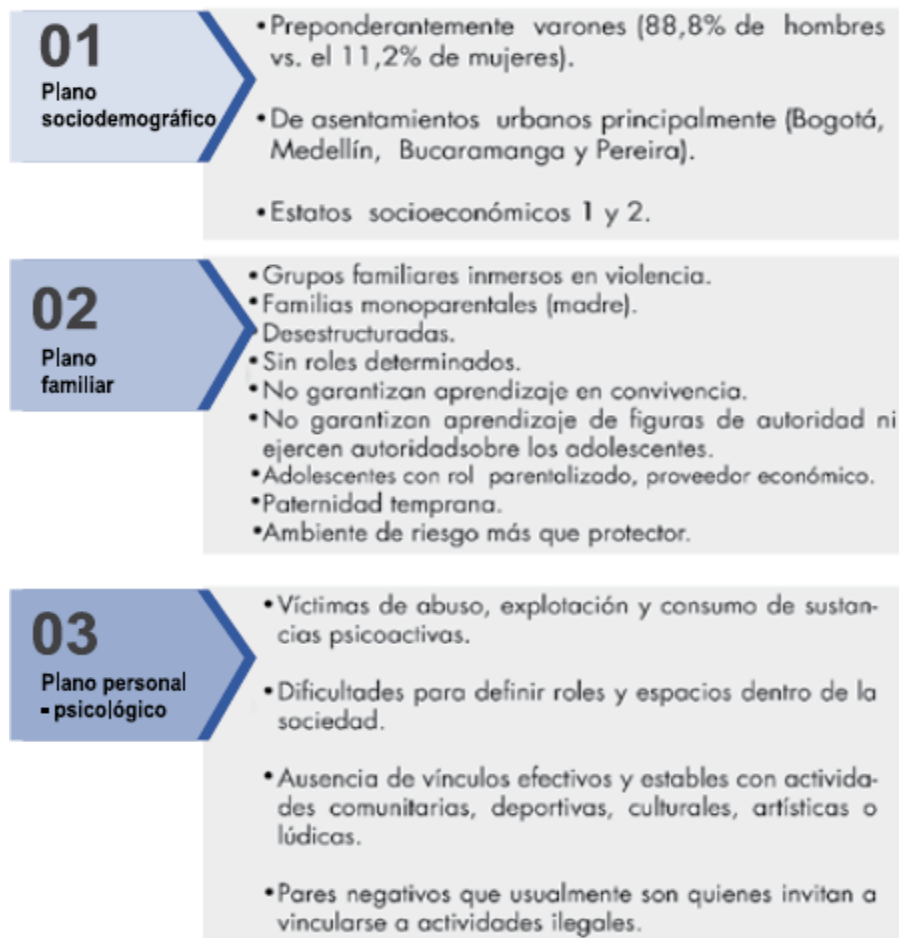 01
Plano
sociodemográfico
•Preponderantemente varones (88,8% de hombres
vs. el 11,2% de mujeres).
•De asentamientos urbanos principalmente (Bogotá,
Medellín, Bucaramanga y Pereira).
•Estatos socioeconómicos 1 y 2.
02
Plano
familiar
•Grupos familiares inmersos en violencia.
•Familias monoparentales (madre).
•Desestructuradas.
•Sin roles determinados.
•No garantizan aprendizaje en convivencia.
•No garantizan aprendizaje de figuras de autoridad ni
ejercen autoridadsobre los adolescentes.
•Adolescentes con rol parentalizado, proveedor económico.
•Paternidad temprana.
•Ambiente de riesgo más que protector.
03
Plano personal
- psicológico
•Víctimas de abuso, explotación y consumo de sustan-
cias psicoactivas.
•Dificultades para definir roles y espacios dentro de la
sociedad.
•Ausencia de vínculos efectivos y estables con activida-
des comunitarias, deportivas, culturales, artísticas o
lúdicas.
•Pares negativos que usualmente son quienes invitan a
vincularse a actividades ilegales.